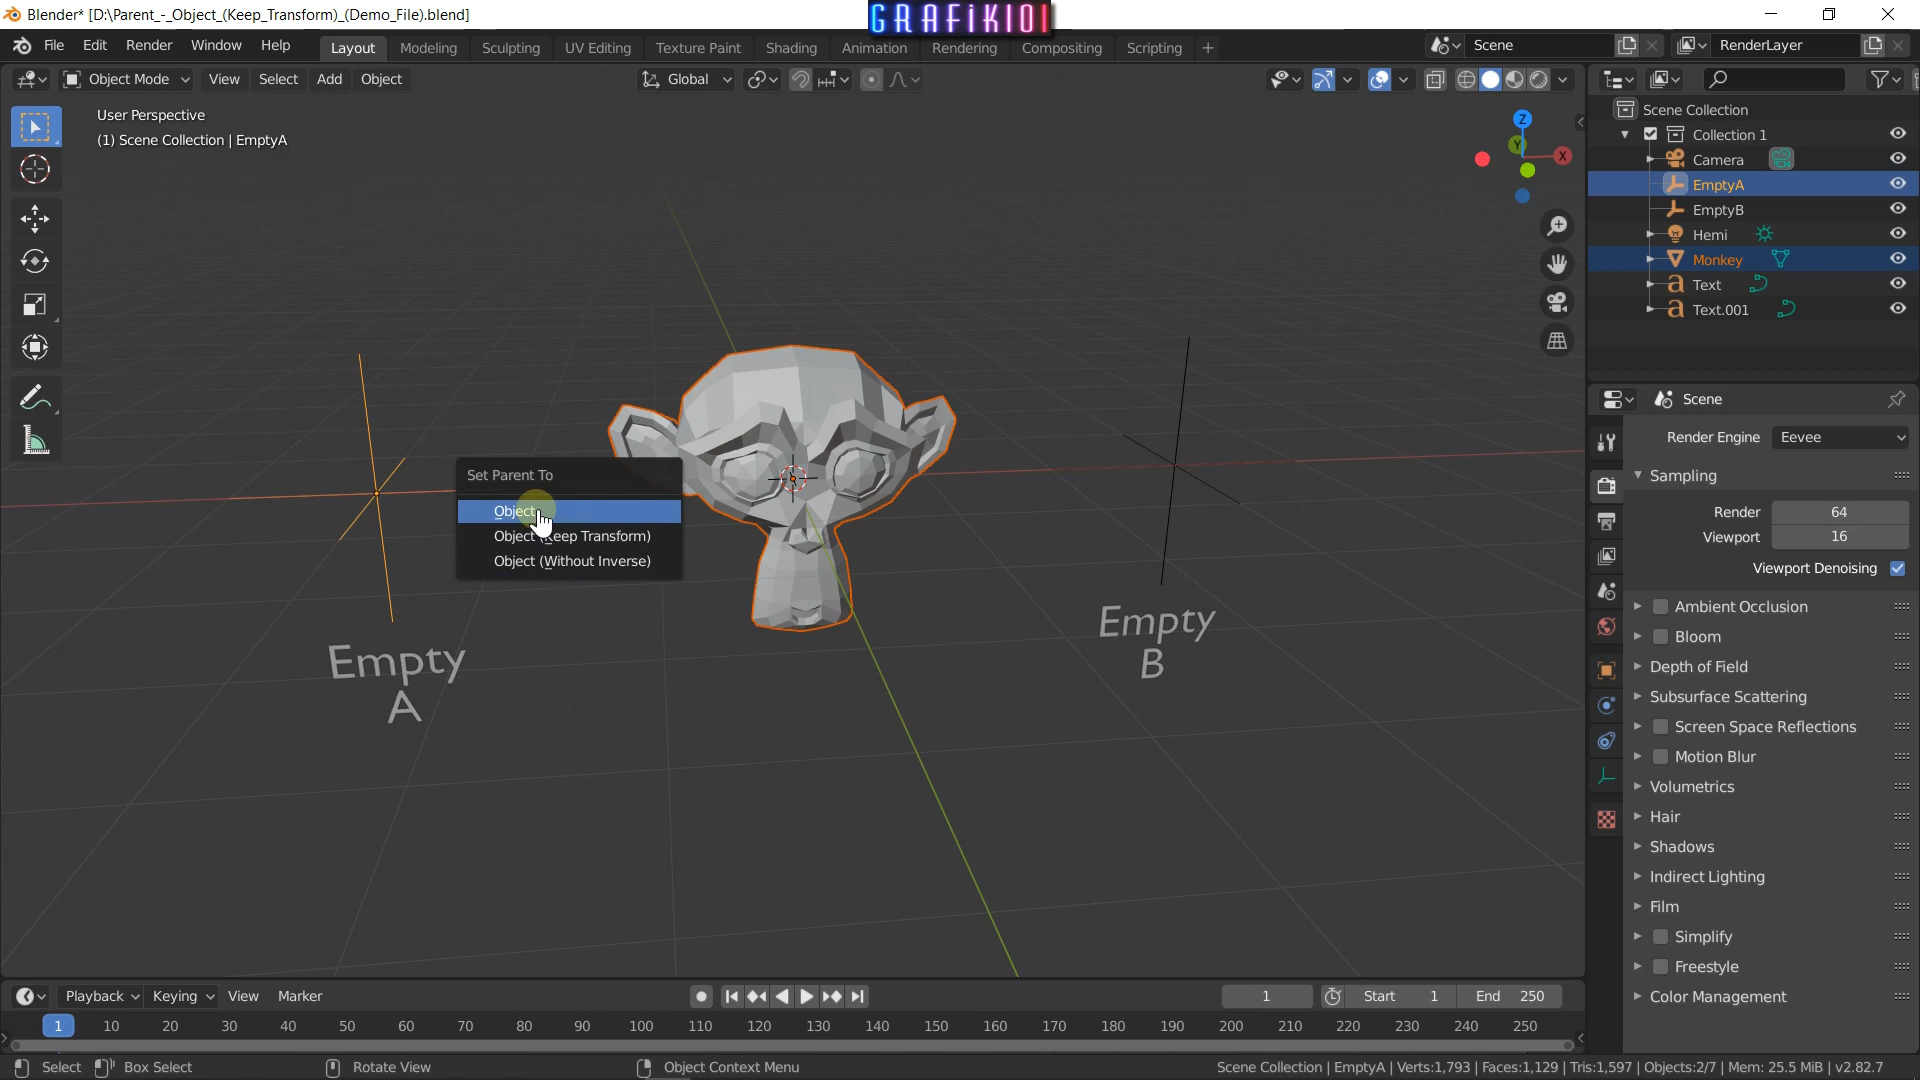 Blender* [D:\Parent_-_Object_(Keep_Transform)_(Demo_File).blend]
GRAFiK101
File Edit Render Window Help
Layout Modeling Sculpting UV Editing Texture Paint Shading Animation Rendering Compositing Scripting +
Scene
RenderLayer
Object Mode View Select Add Object
Global
User Perspective
(1) Scene Collection | EmptyA
Z
Y
X
Scene Collection
Collection 1
Camera
EmptyA
EmptyB
Hemi
Monkey
Text
Text.001
Set Parent To
Object
Object (Keep Transform)
Object (Without Inverse)
Empty
A
Empty
B
Scene
Render Engine Eevee
Sampling
Render 64
Viewport 16
Viewport Denoising
Ambient Occlusion
Bloom
Depth of Field
Subsurface Scattering
Screen Space Reflections
Motion Blur
Volumetrics
Hair
Shadows
Indirect Lighting
Film
Simplify
Freestyle
Color Management
Playback Keying View Marker
1
Start 1
End 250
1 10 20 30 40 50 60 70 80 90 100 110 120 130 140 150 160 170 180 190 200 210 220 230 240 250
Select Box Select Rotate View Object Context Menu
Scene Collection | EmptyA | Verts:1,793 | Faces:1,129 | Tris:1,597 | Objects:2/7 | Mem: 25.5 MiB | v2.82.7